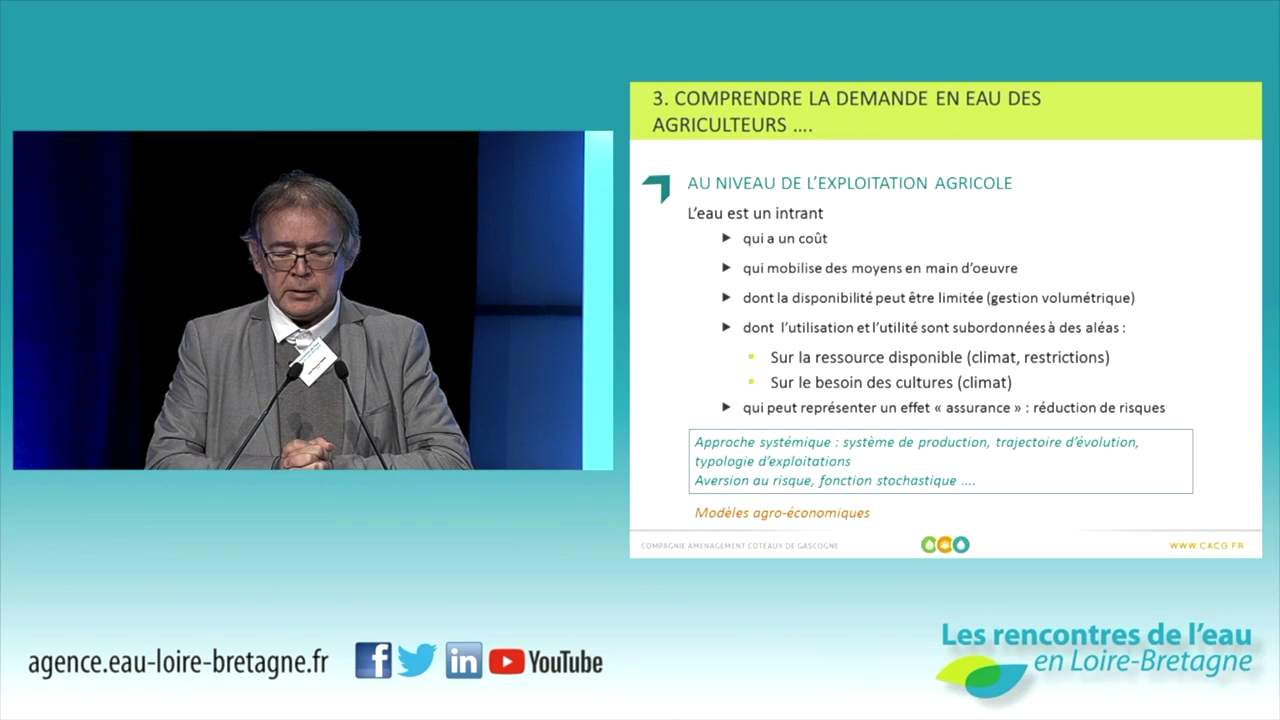 3. COMPRENDRE LA DEMANDE EN EAU DES
AGRICULTEURS ....
AU NIVEAU DE L'EXPLOITATION AGRICOLE
L'eau est un intrant
qui a un coût
qui mobilise des moyens en main d'oeuvre
dont la disponibilité peut être limitée (gestion volumétrique)
dont l'utilisation et l'utilité sont subordonnées à des aléas :
Sur la ressource disponible (climat, restrictions)
Sur le besoin des cultures (climat)
qui peut représenter un effet « assurance » : réduction de risques
Approche systémique : système de production, trajectoire d'évolution,
typologie d'exploitations
Aversion au risque, fonction stochastique ....
Modèles agro-économiques
COMPAGNIE AMENAGEMENT COTEAUX DE GASCOGNE
WWW.CACG.FR
Les rencontres de l'eau
en Loire-Bretagne
agence.eau-loire-bretagne.fr
f
in
YouTube